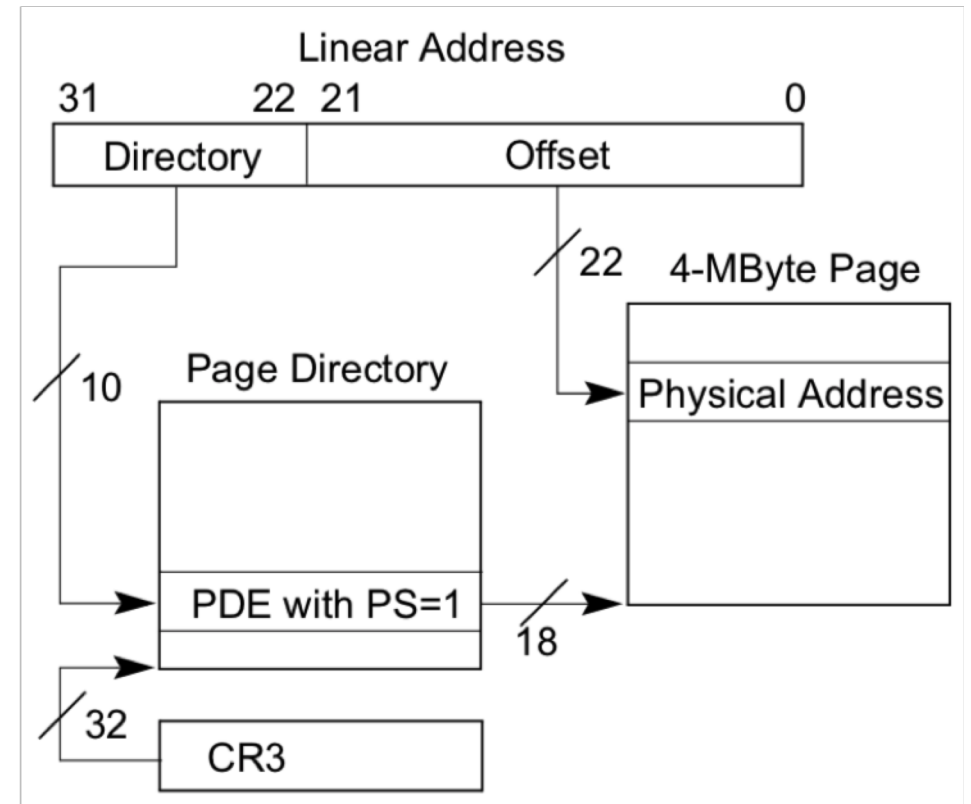 Linear Address
31 22 21 0
Directory Offset
22
4-MByte Page
Page Directory
10
Physical Address
PDE with PS=1
18
32
CR3